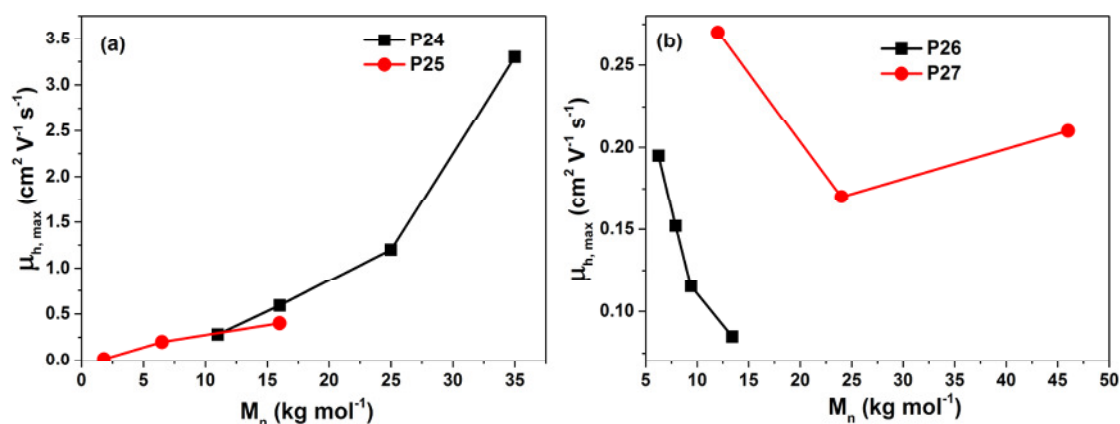 (a)
P24
P25
μh, max (cm2 V-1 s-1)
3.5
3.0
2.5
2.0
1.5
1.0
0.5
0.0
0 5 10 15 20 25 30 35
Mn (kg mol-1)
(b)
P26
P27
μh, max (cm2 V-1 s-1)
0.25
0.20
0.15
0.10
5 10 15 20 25 30 35 40 45 50
Mn (kg mol-1)